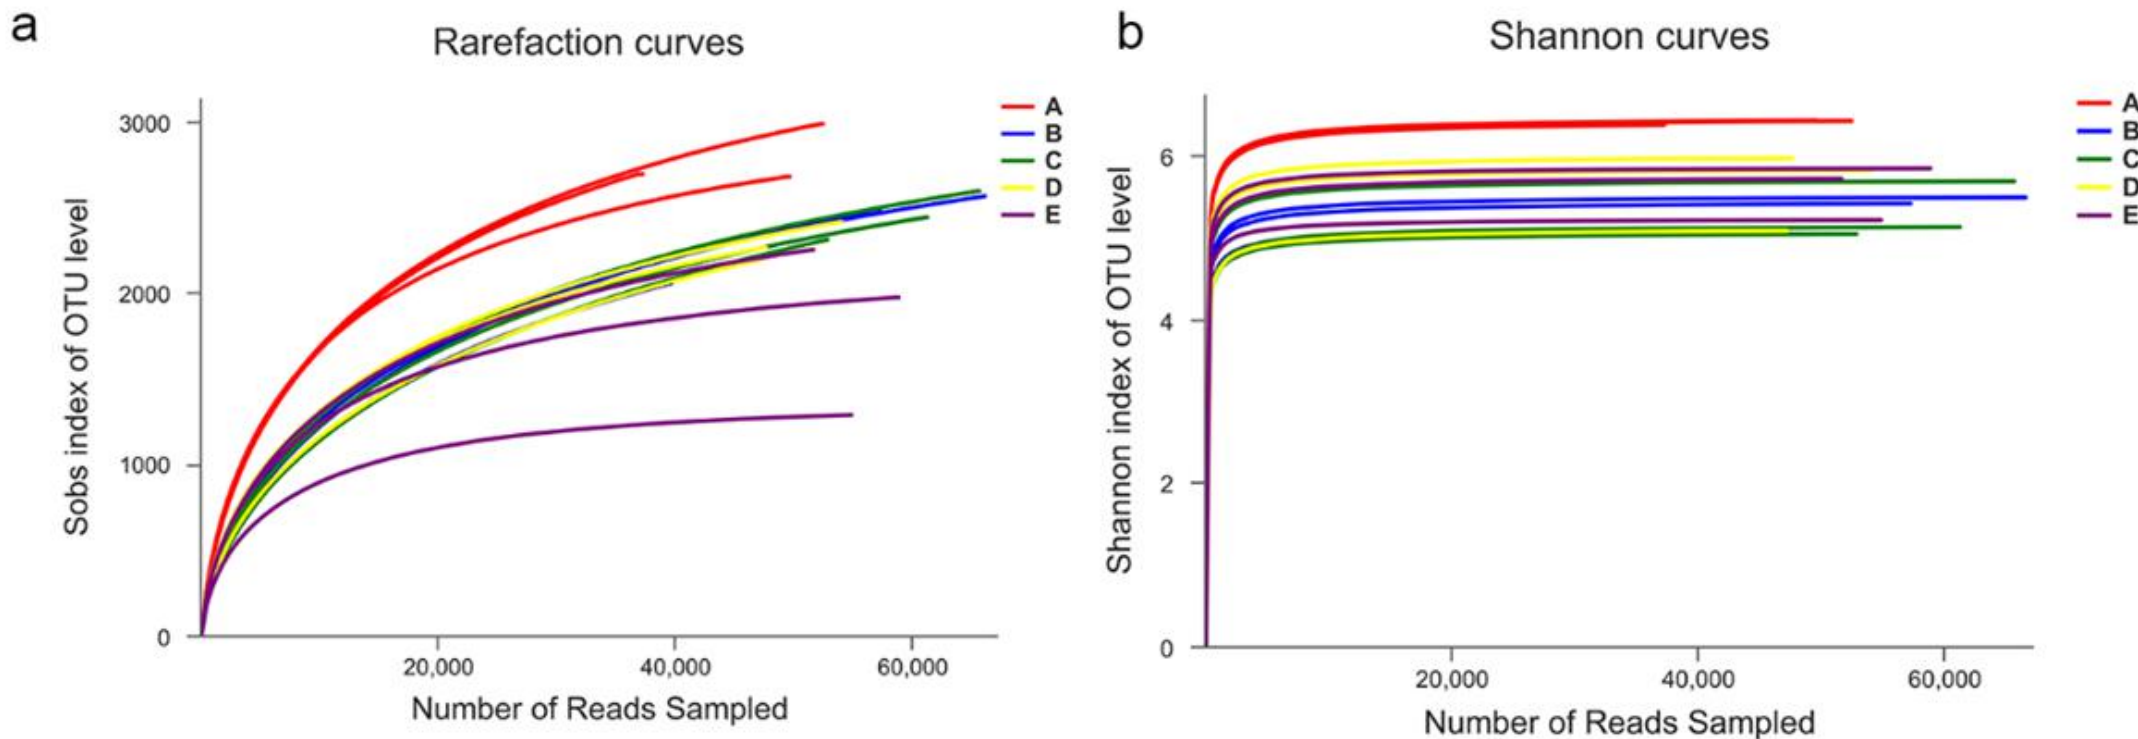 a
Rarefaction curves
3000
2000
1000
0
Sobs index of OTU level
20,000
40,000
60,000
Number of Reads Sampled
A
B
C
D
E
b
Shannon curves
6
4
2
0
Shannon index of OTU level
20,000
40,000
60,000
Number of Reads Sampled
A
B
C
D
E